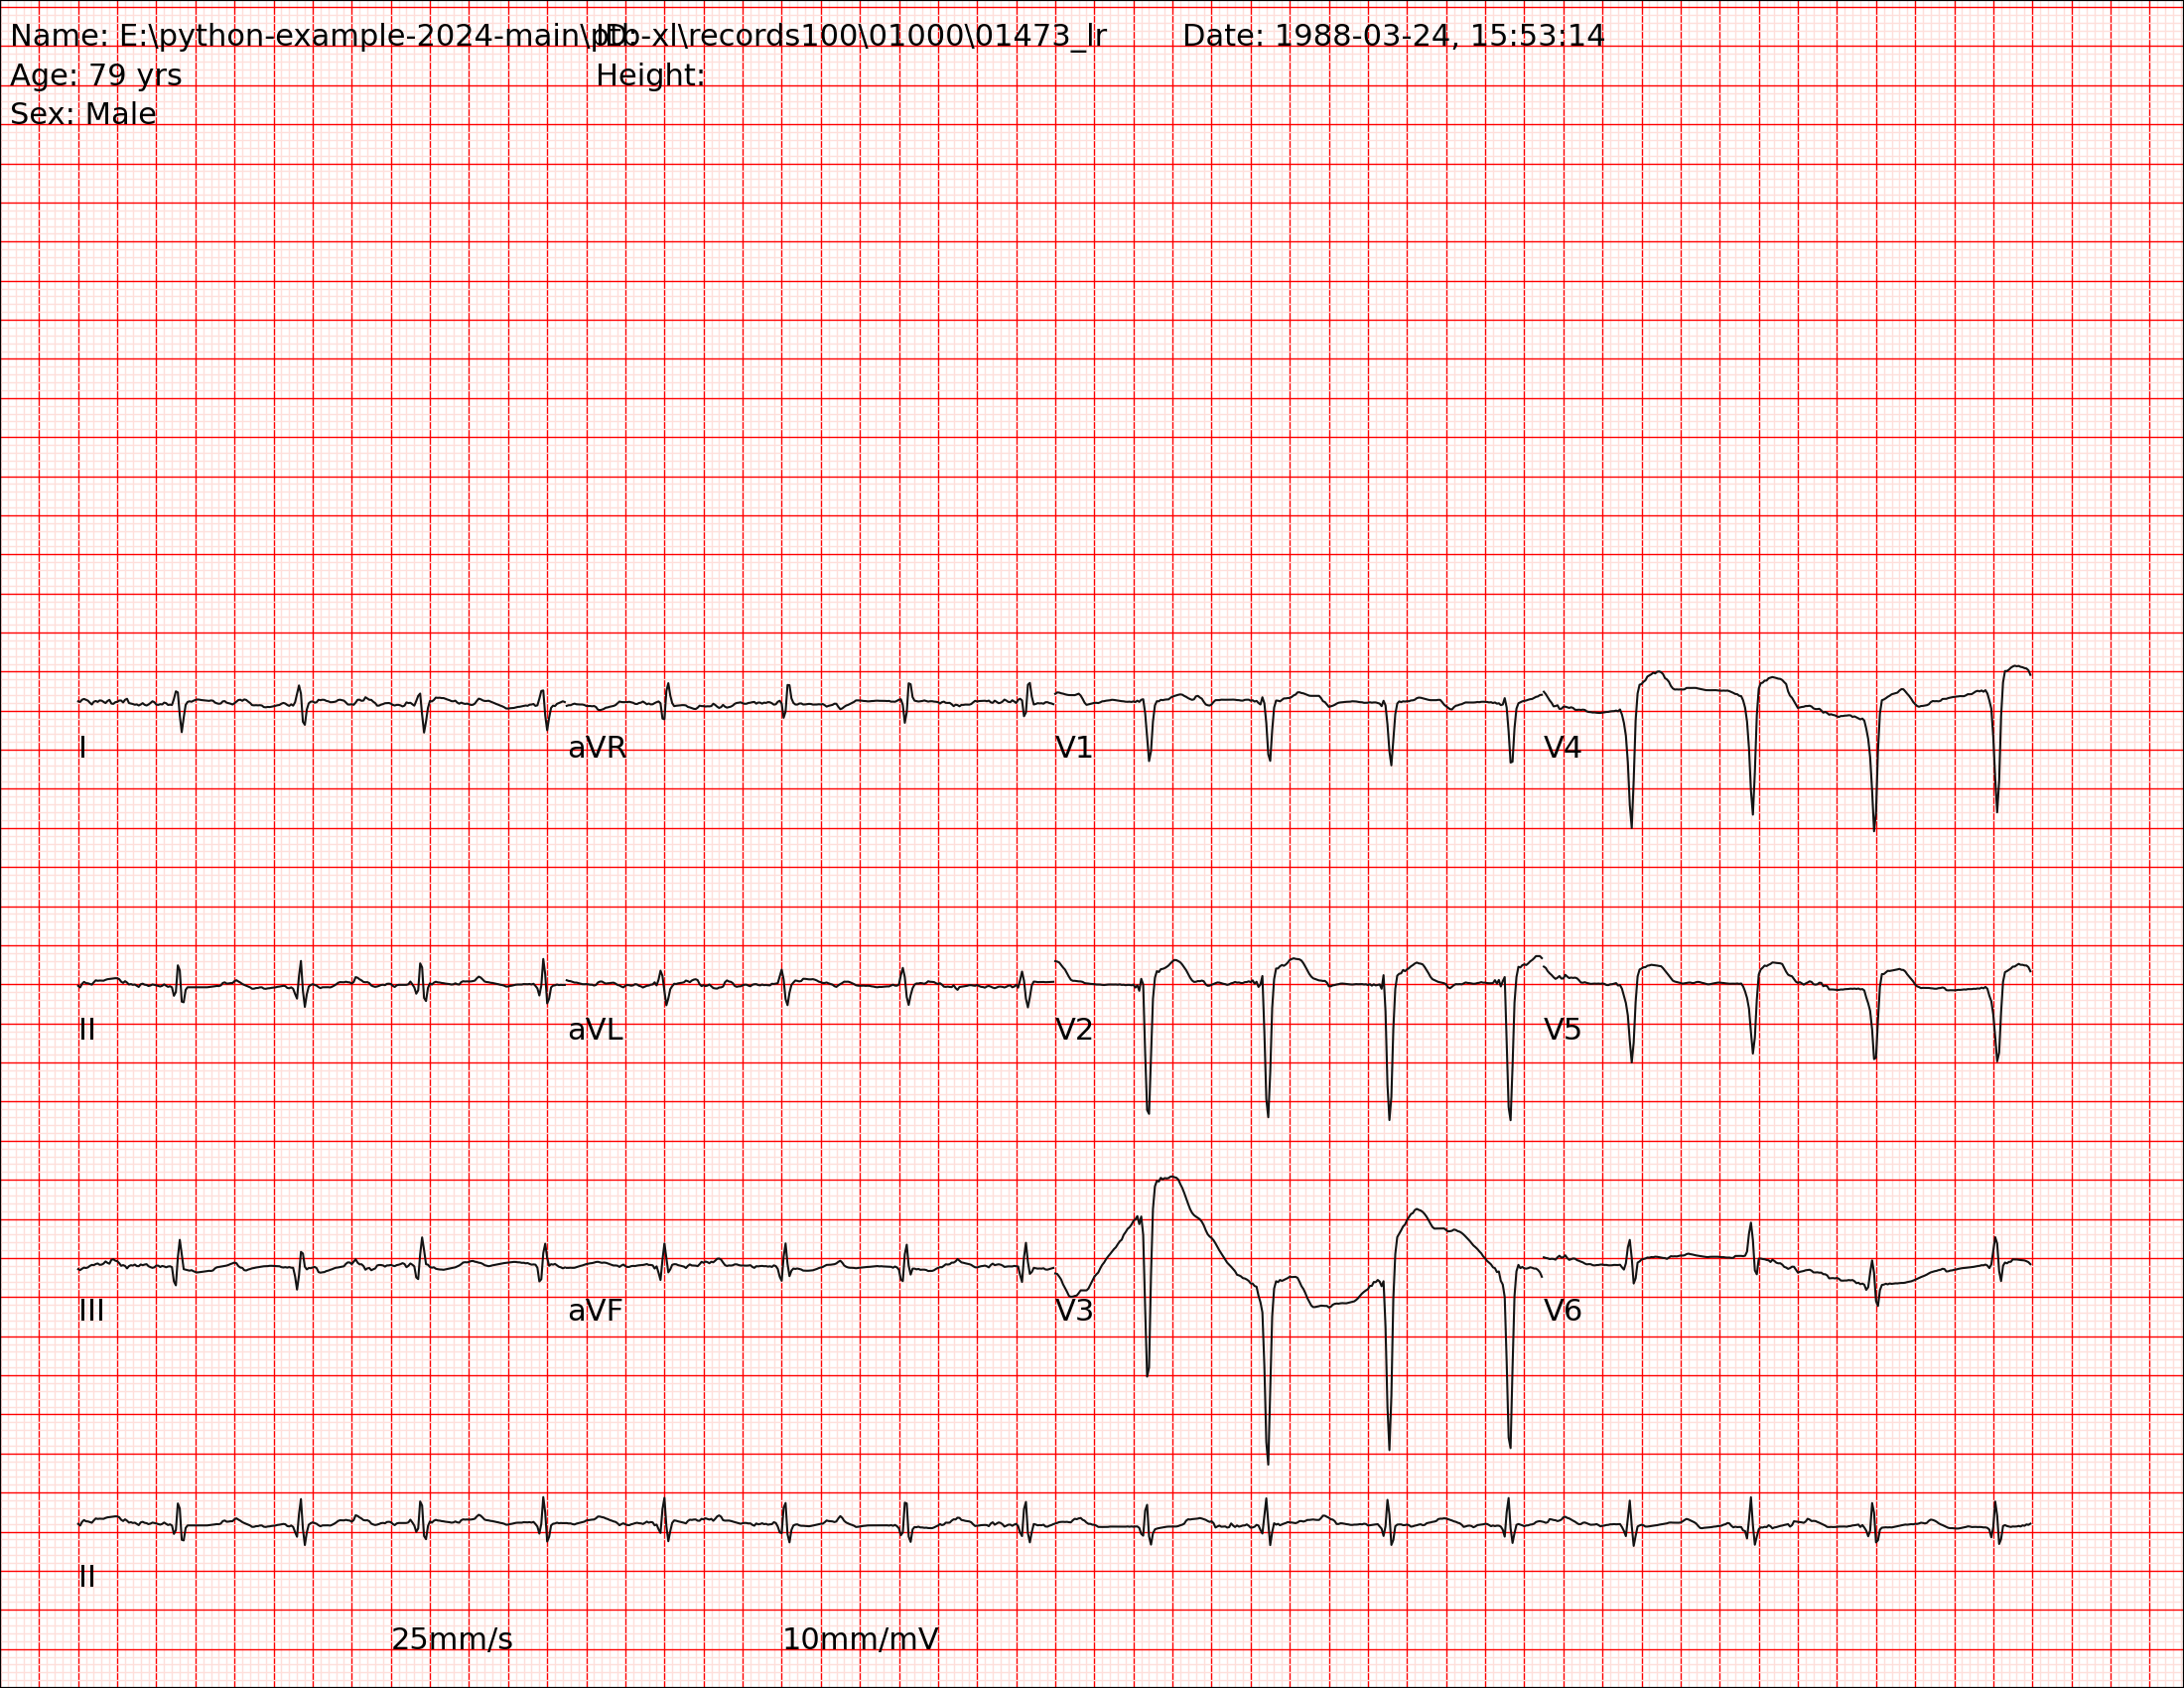 Name: E:\python-example-2024-main\ptb-xl\records100\01000\01473_lr ID: Date: 1988-03-24, 15:53:14
Age: 79 yrs Height:
Sex: Male
I aVR V1 V4
II aVL V2 V5
III aVF V3 V6
II
25mm/s 10mm/mV